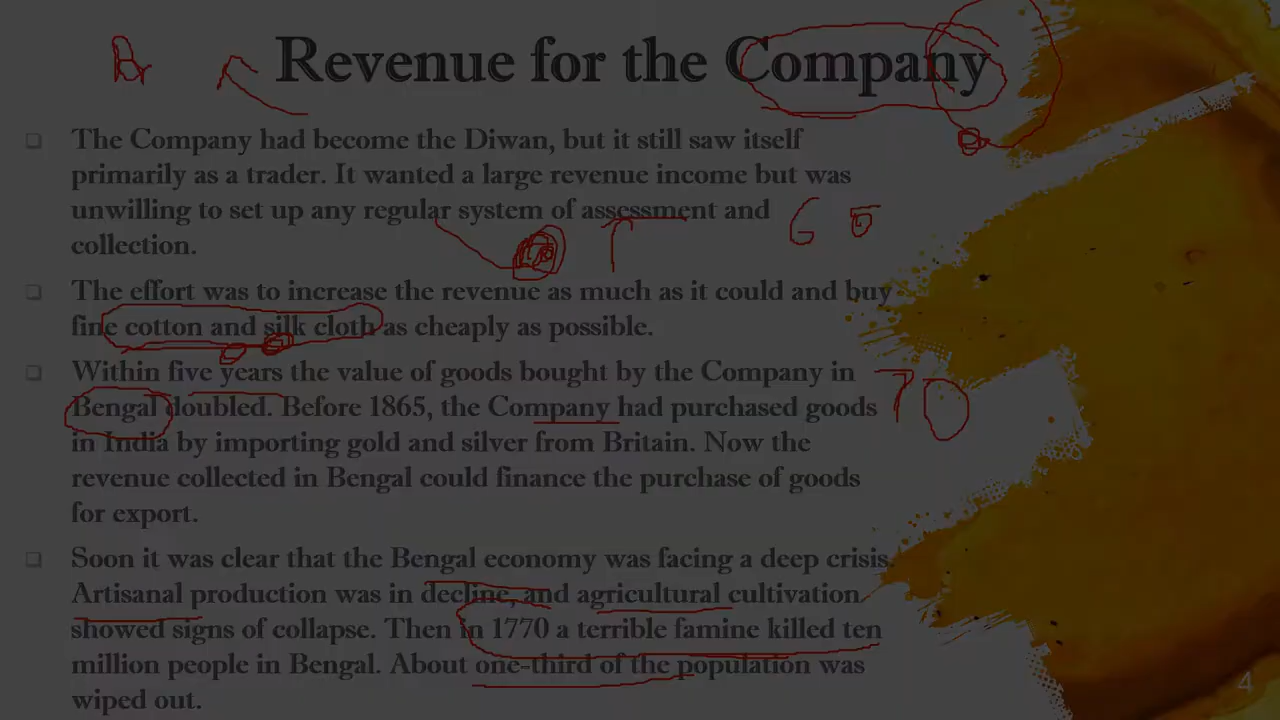 Revenue for the Company
The Company had become the Diwan, but it still saw itself
primarily as a trader. It wanted a large revenue income but was
unwilling to set up any regular system of assessment and
collection.
The effort was to increase the revenue as much as it could and buy
fine cotton and silk cloth as cheaply as possible.
Within five years the value of goods bought by the Company in
Bengal doubled. Before 1865, the Company had purchased goods
in India by importing gold and silver from Britain. Now the
revenue collected in Bengal could finance the purchase of goods
for export.
Soon it was clear that the Bengal economy was facing a deep crisis.
Artisanal production was in decline, and agricultural cultivation
showed signs of collapse. Then in 1770 a terrible famine killed ten
million people in Bengal. About one-third of the population was
wiped out.
70
4